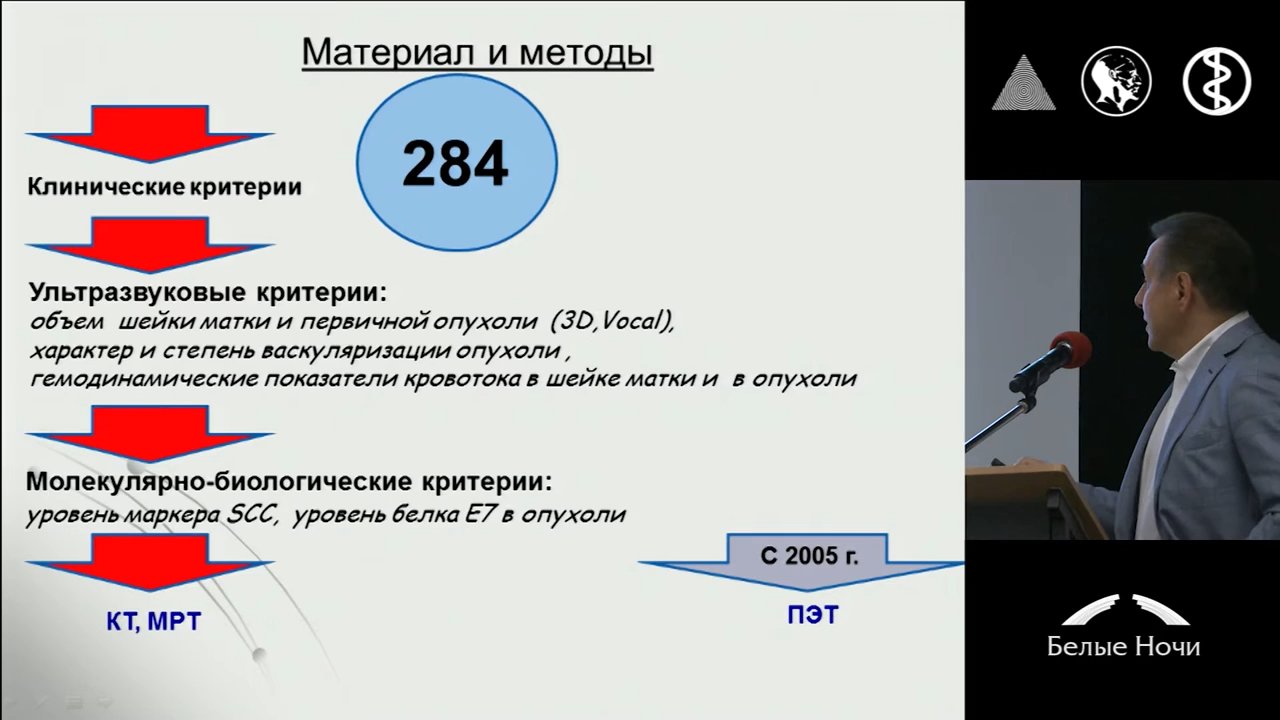 Материал и методы
284
Клинические критерии
Ультразвуковые критерии:
объем шейки матки и первичной опухоли (3D,Vocal),
характер и степень васкуляризации опухоли ,
гемодинамические показатели кровотока в шейке матки и в опухоли
Молекулярно-биологические критерии:
уровень маркера SCC, уровень белка E7 в опухоли
С 2005 г.
КТ, МРТ
ПЭТ
Белые Ночи